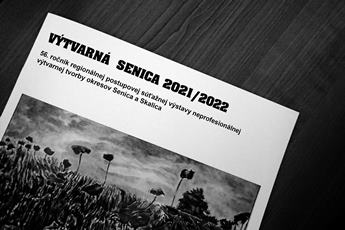 VÝTVARNÁ SENICA 2021/2022
56. ročník regionálnej postupovej súťažnej výstavy neprofesionálnej
výtvarnej tvorby okresov Senica a Skalica